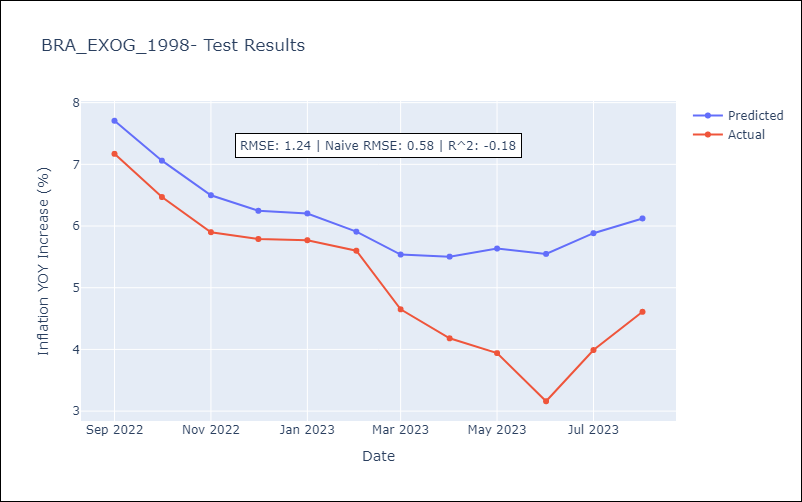 BRA_EXOG_1998- Test Results
8
RMSE: 1.24 | Naive RMSE: 0.58 | R^2: -0.18
7
6
5
4
3
Inflation YOY Increase (%)
Sep 2022 Nov 2022 Jan 2023 Mar 2023 May 2023 Jul 2023
Date
Predicted
Actual